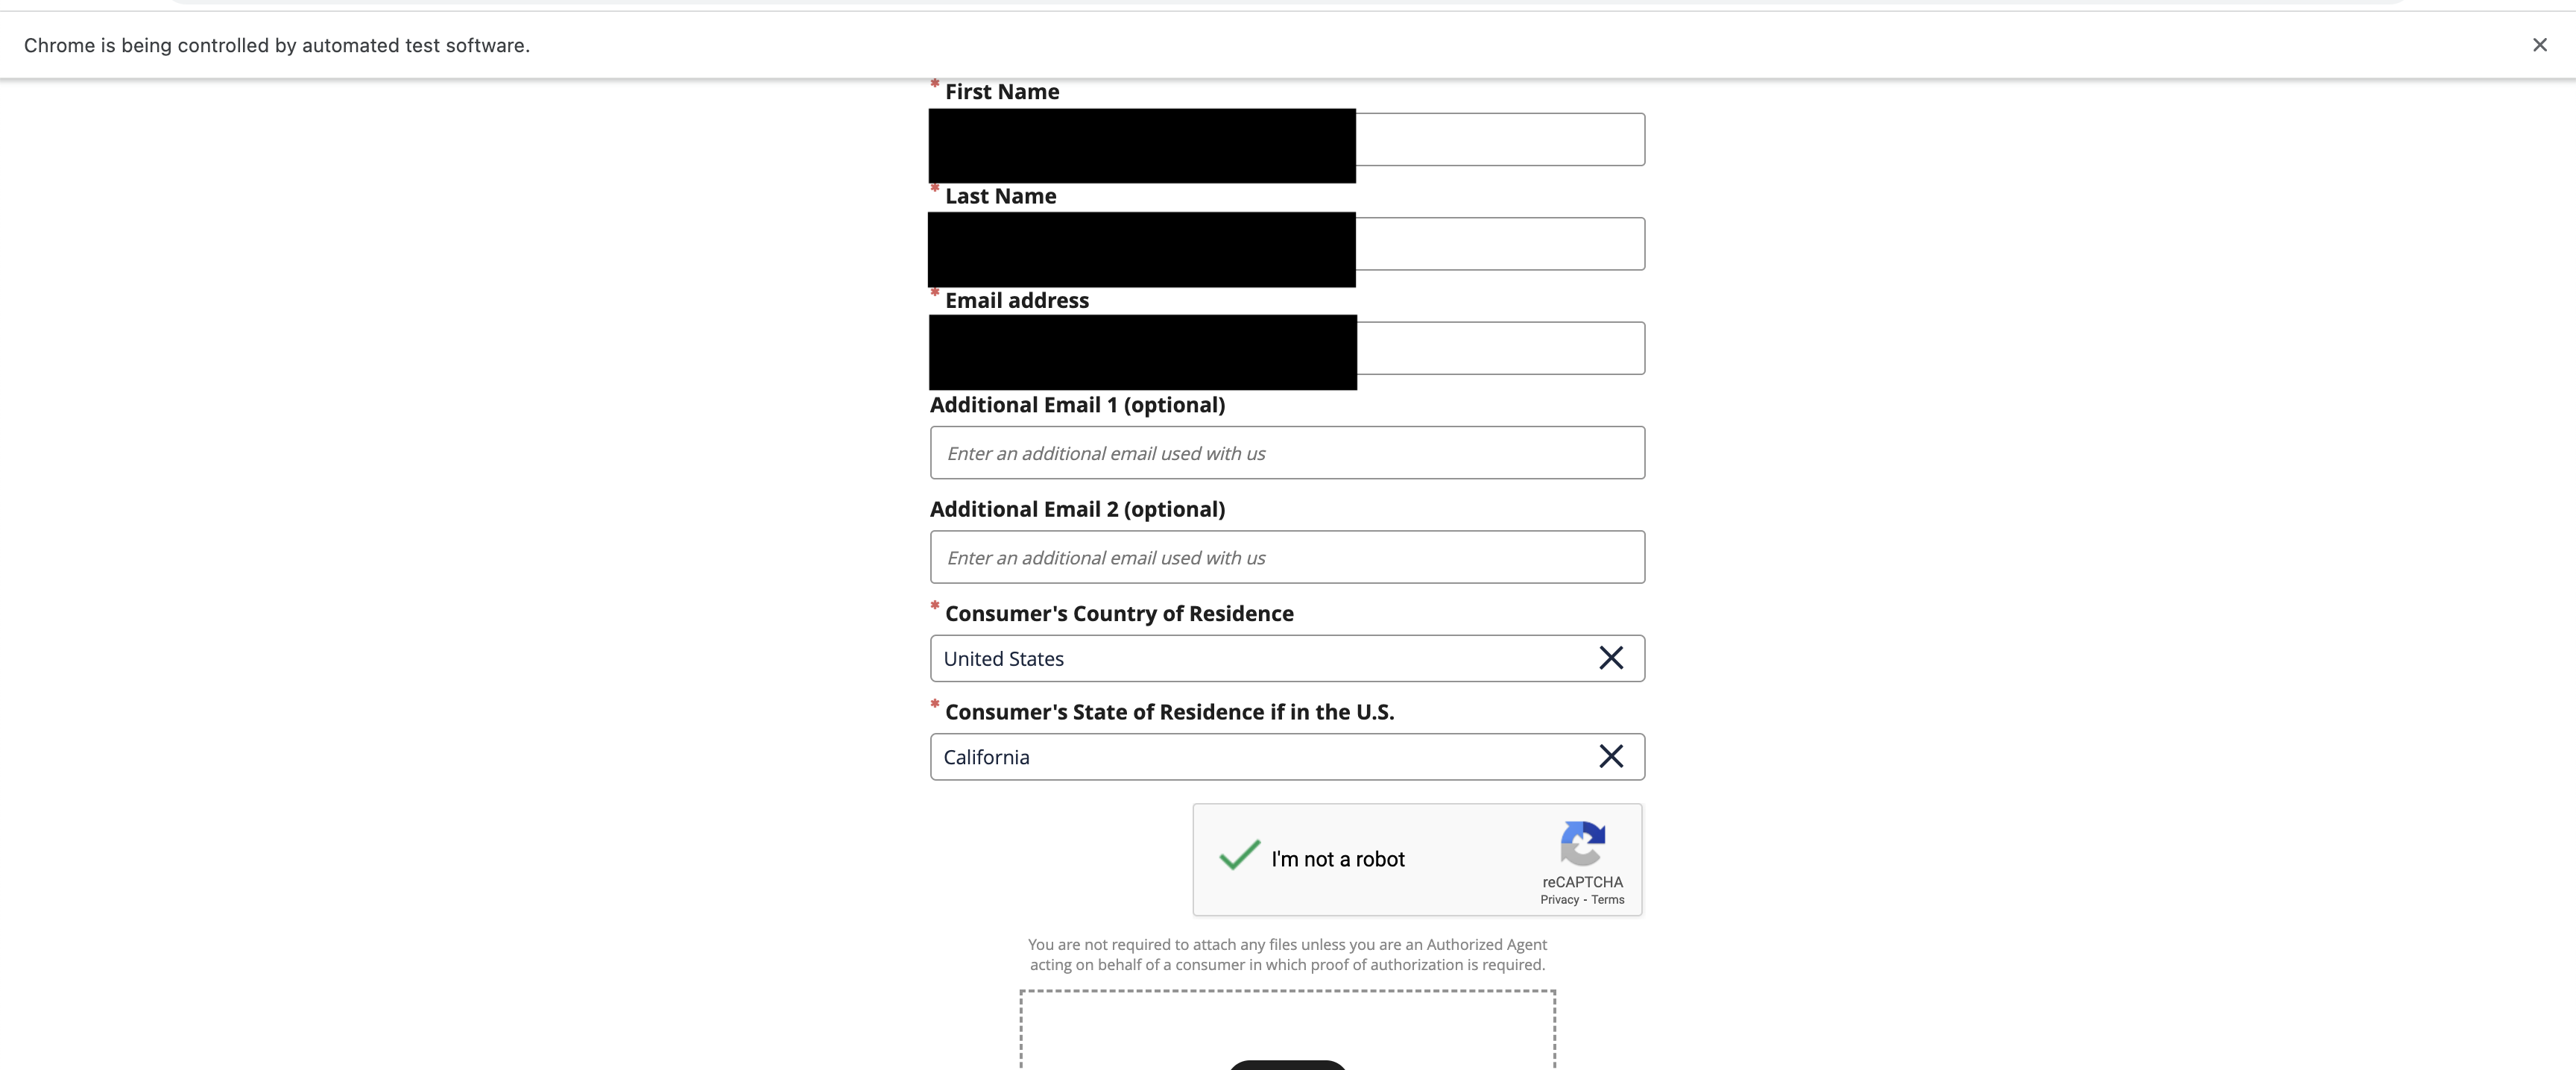 Chrome is being controlled by automated test software.
* First Name
* Last Name
* Email address
Additional Email 1 (optional)
Enter an additional email used with us
Additional Email 2 (optional)
Enter an additional email used with us
* Consumer's Country of Residence
United States
* Consumer's State of Residence if in the U.S.
California
I'm not a robot
reCAPTCHA
Privacy - Terms
You are not required to attach any files unless you are an Authorized Agent
acting on behalf of a consumer in which proof of authorization is required.